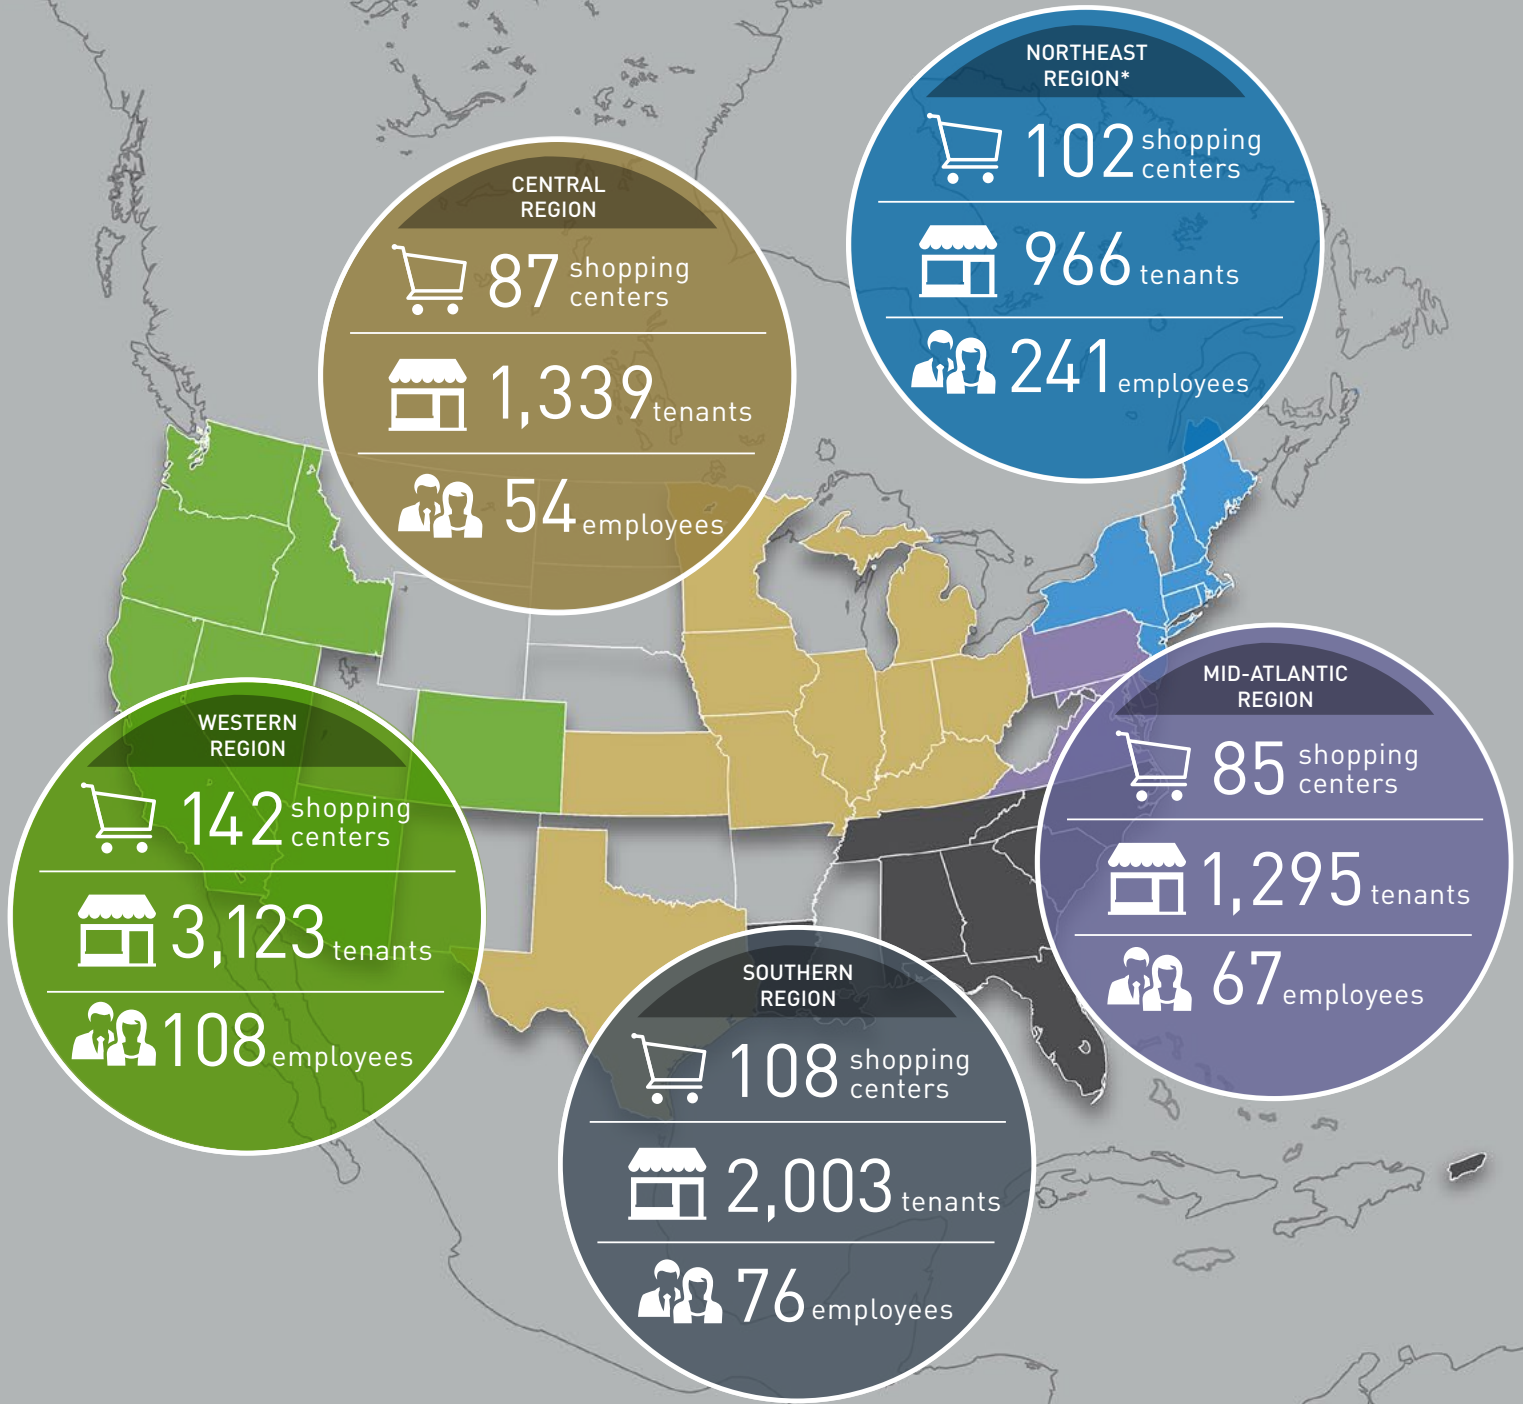 NORTHEAST
REGION*
102 shopping
centers
966 tenants
241 employees
CENTRAL
REGION
87 shopping
centers
1,339 tenants
54 employees
MID-ATLANTIC
REGION
85 shopping
centers
1,295 tenants
67 employees
WESTERN
REGION
142 shopping
centers
3,123 tenants
108 employees
SOUTHERN
REGION
108 shopping
centers
2,003 tenants
76 employees